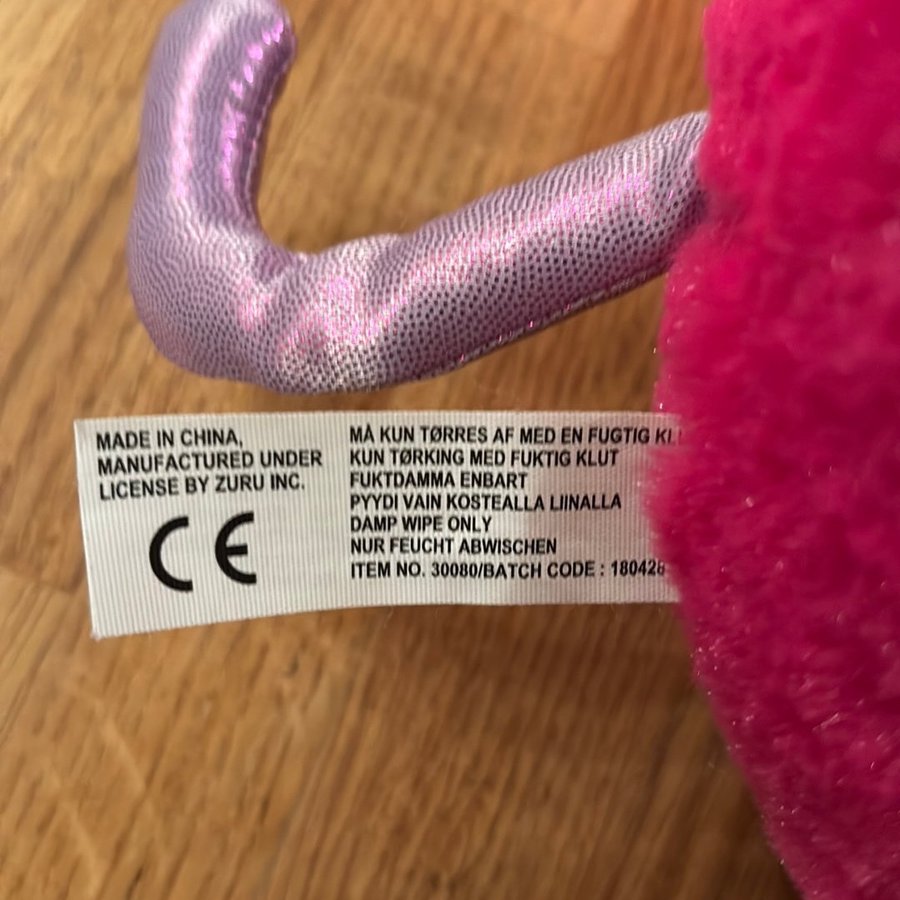 MADE IN CHINA,
MANUFACTURED UNDER
LICENSE BY ZURU INC.
CE
MÅ KUN TØRRES AF MED EN FUGTIG
KUN TØRKING MED FUKTIG KLUT
FUKTDAMMA ENBART
PYYDI VAIN KOSTEALLA LIINALLA
DAMP WIPE ONLY
NUR FEUCHT ABWISCHEN
ITEM NO. 30080/BATCH CODE : 180428